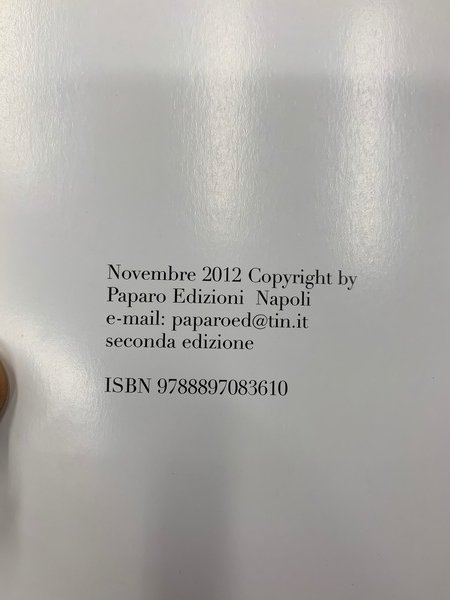 Novembre 2012 Copyright by
Paparo Edizioni Napoli
e-mail: paparoed@tin.it
seconda edizione
ISBN 9788897083610